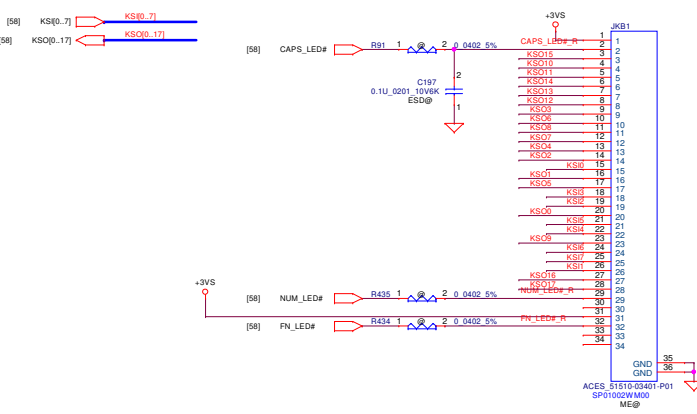 +3VS
JKB1
[58] KSI[0..7] KSI[0..7]
[58] KSO[0..17] KSO[0..17]
[58] CAPS_LED# R91 1 @ 2 0_0402_5% CAPS_LED#_R
C197
0.1U_0201_10V6K
ESD@
2
1
1 1
2 2
KSO15 3 3
KSO10 4 4
KSO11 5 5
KSO14 6 6
KSO13 7 7
KSO12 8 8
KSO3 9 9
KSO6 10 10
KSO8 11 11
KSO7 12 12
KSO4 13 13
KSO2 14 14
KSI0 15 15
KSO1 16 16
KSO5 17 17
KSI3 18 18
KSI2 19 19
KSO0 20 20
KSI5 21 21
KSI4 22 22
KSO9 23 23
KSI6 24 24
KSI7 25 25
KSI1 26 26
KSO16 27 27
KSO17 28 28
+3VS
[58] NUM_LED# R435 1 @ 2 0_0402_5% NUM_LED#_R 29 29
30 30
31 31
[58] FN_LED# R434 1 @ 2 0_0402_5% FN_LED#_R 32 32
33 33
34 34
GND 35
GND 36
ACES_51510-03401-P01
SP01002WM00
ME@